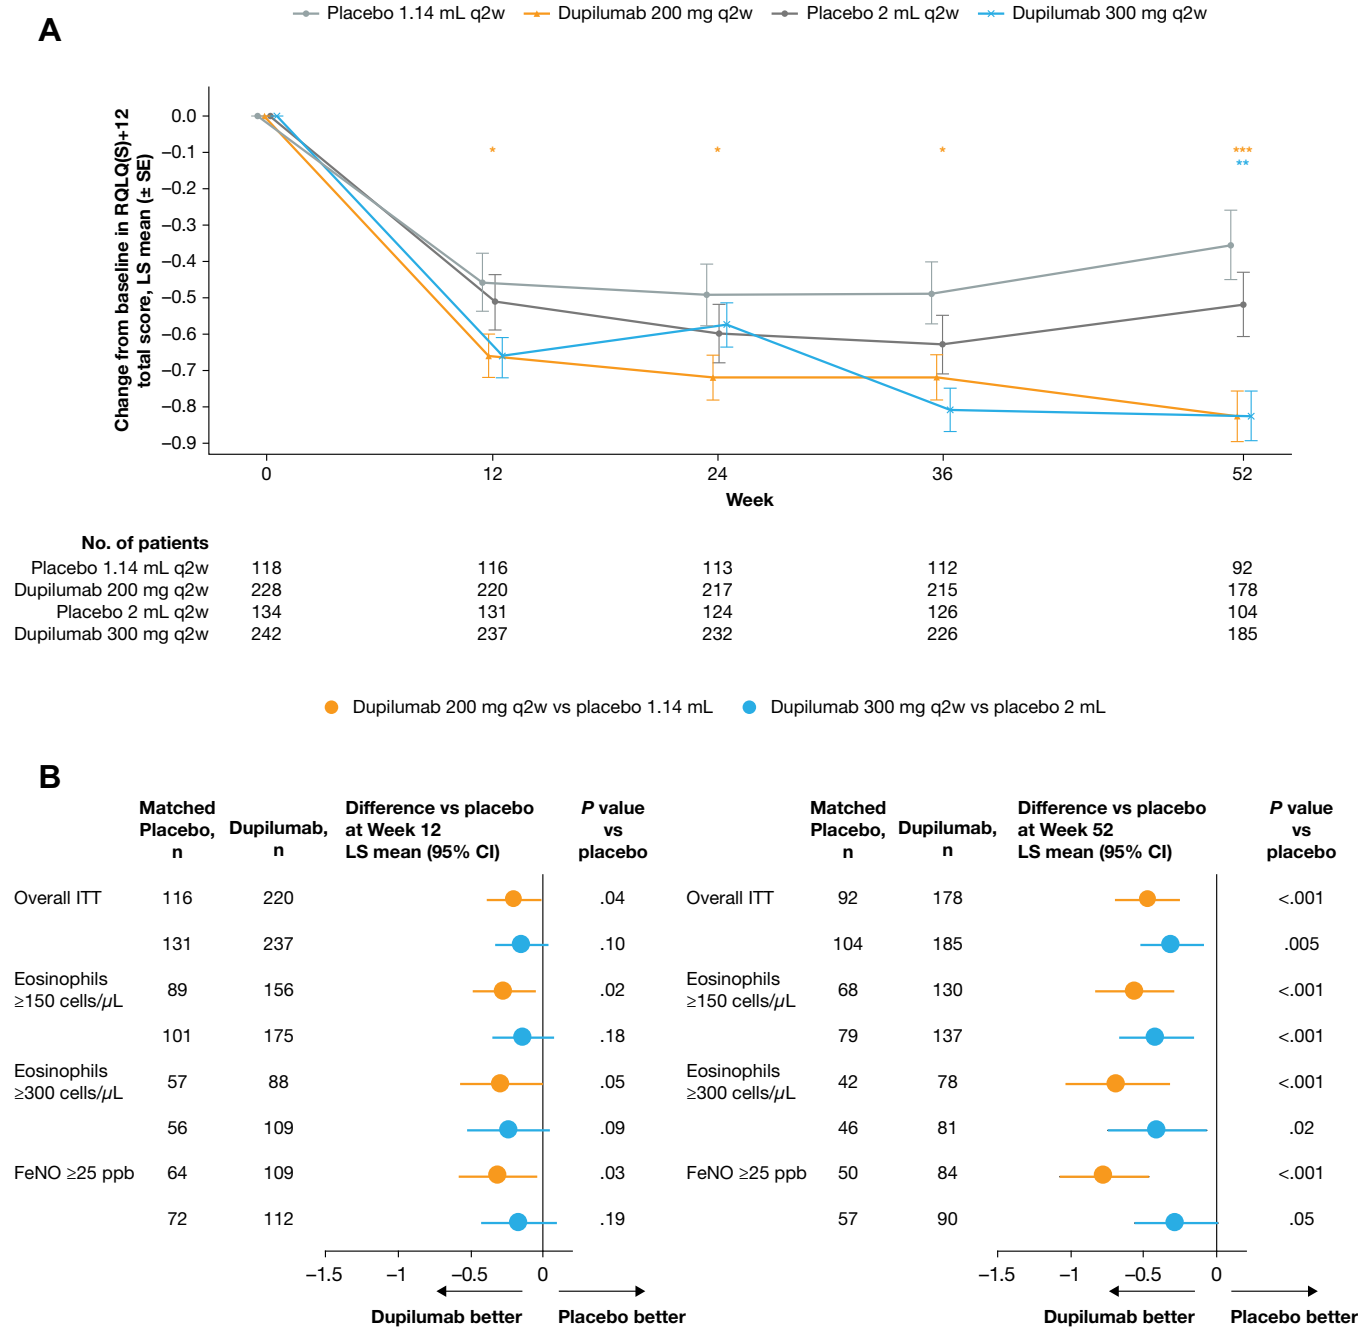 Placebo 1.14 mL q2w Dupilumab 200 mg q2w Placebo 2 mL q2w Dupilumab 300 mg q2w
A
Change from baseline in RQLQ(S)+12
total score, LS mean (± SE)
0.0
−0.1
−0.2
−0.3
−0.4
−0.5
−0.6
−0.7
−0.8
−0.9
* * * ***
**
0 12 24 36 52
Week
No. of patients
Placebo 1.14 mL q2w 118 116 113 112 92
Dupilumab 200 mg q2w 228 220 217 215 178
Placebo 2 mL q2w 134 131 124 126 104
Dupilumab 300 mg q2w 242 237 232 226 185
Dupilumab 200 mg q2w vs placebo 1.14 mL Dupilumab 300 mg q2w vs placebo 2 mL
B
Matched
Placebo,
n
Dupilumab,
n
Difference vs placebo
at Week 12
LS mean (95% CI)
P value
vs
placebo
Overall ITT 116 220 .04
131 237 .10
Eosinophils
≥150 cells/µL 89 156 .02
101 175 .18
Eosinophils
≥300 cells/µL 57 88 .05
56 109 .09
FeNO ≥25 ppb 64 109 .03
72 112 .19
−1.5 −1 −0.5 0
Dupilumab better Placebo better
Matched
Placebo,
n
Dupilumab,
n
Difference vs placebo
at Week 52
LS mean (95% CI)
P value
vs
placebo
Overall ITT 92 178 <.001
104 185 .005
Eosinophils
≥150 cells/µL 68 130 <.001
79 137 <.001
Eosinophils
≥300 cells/µL 42 78 <.001
46 81 .02
FeNO ≥25 ppb 50 84 <.001
57 90 .05
−1.5 −1 −0.5 0
Dupilumab better Placebo better